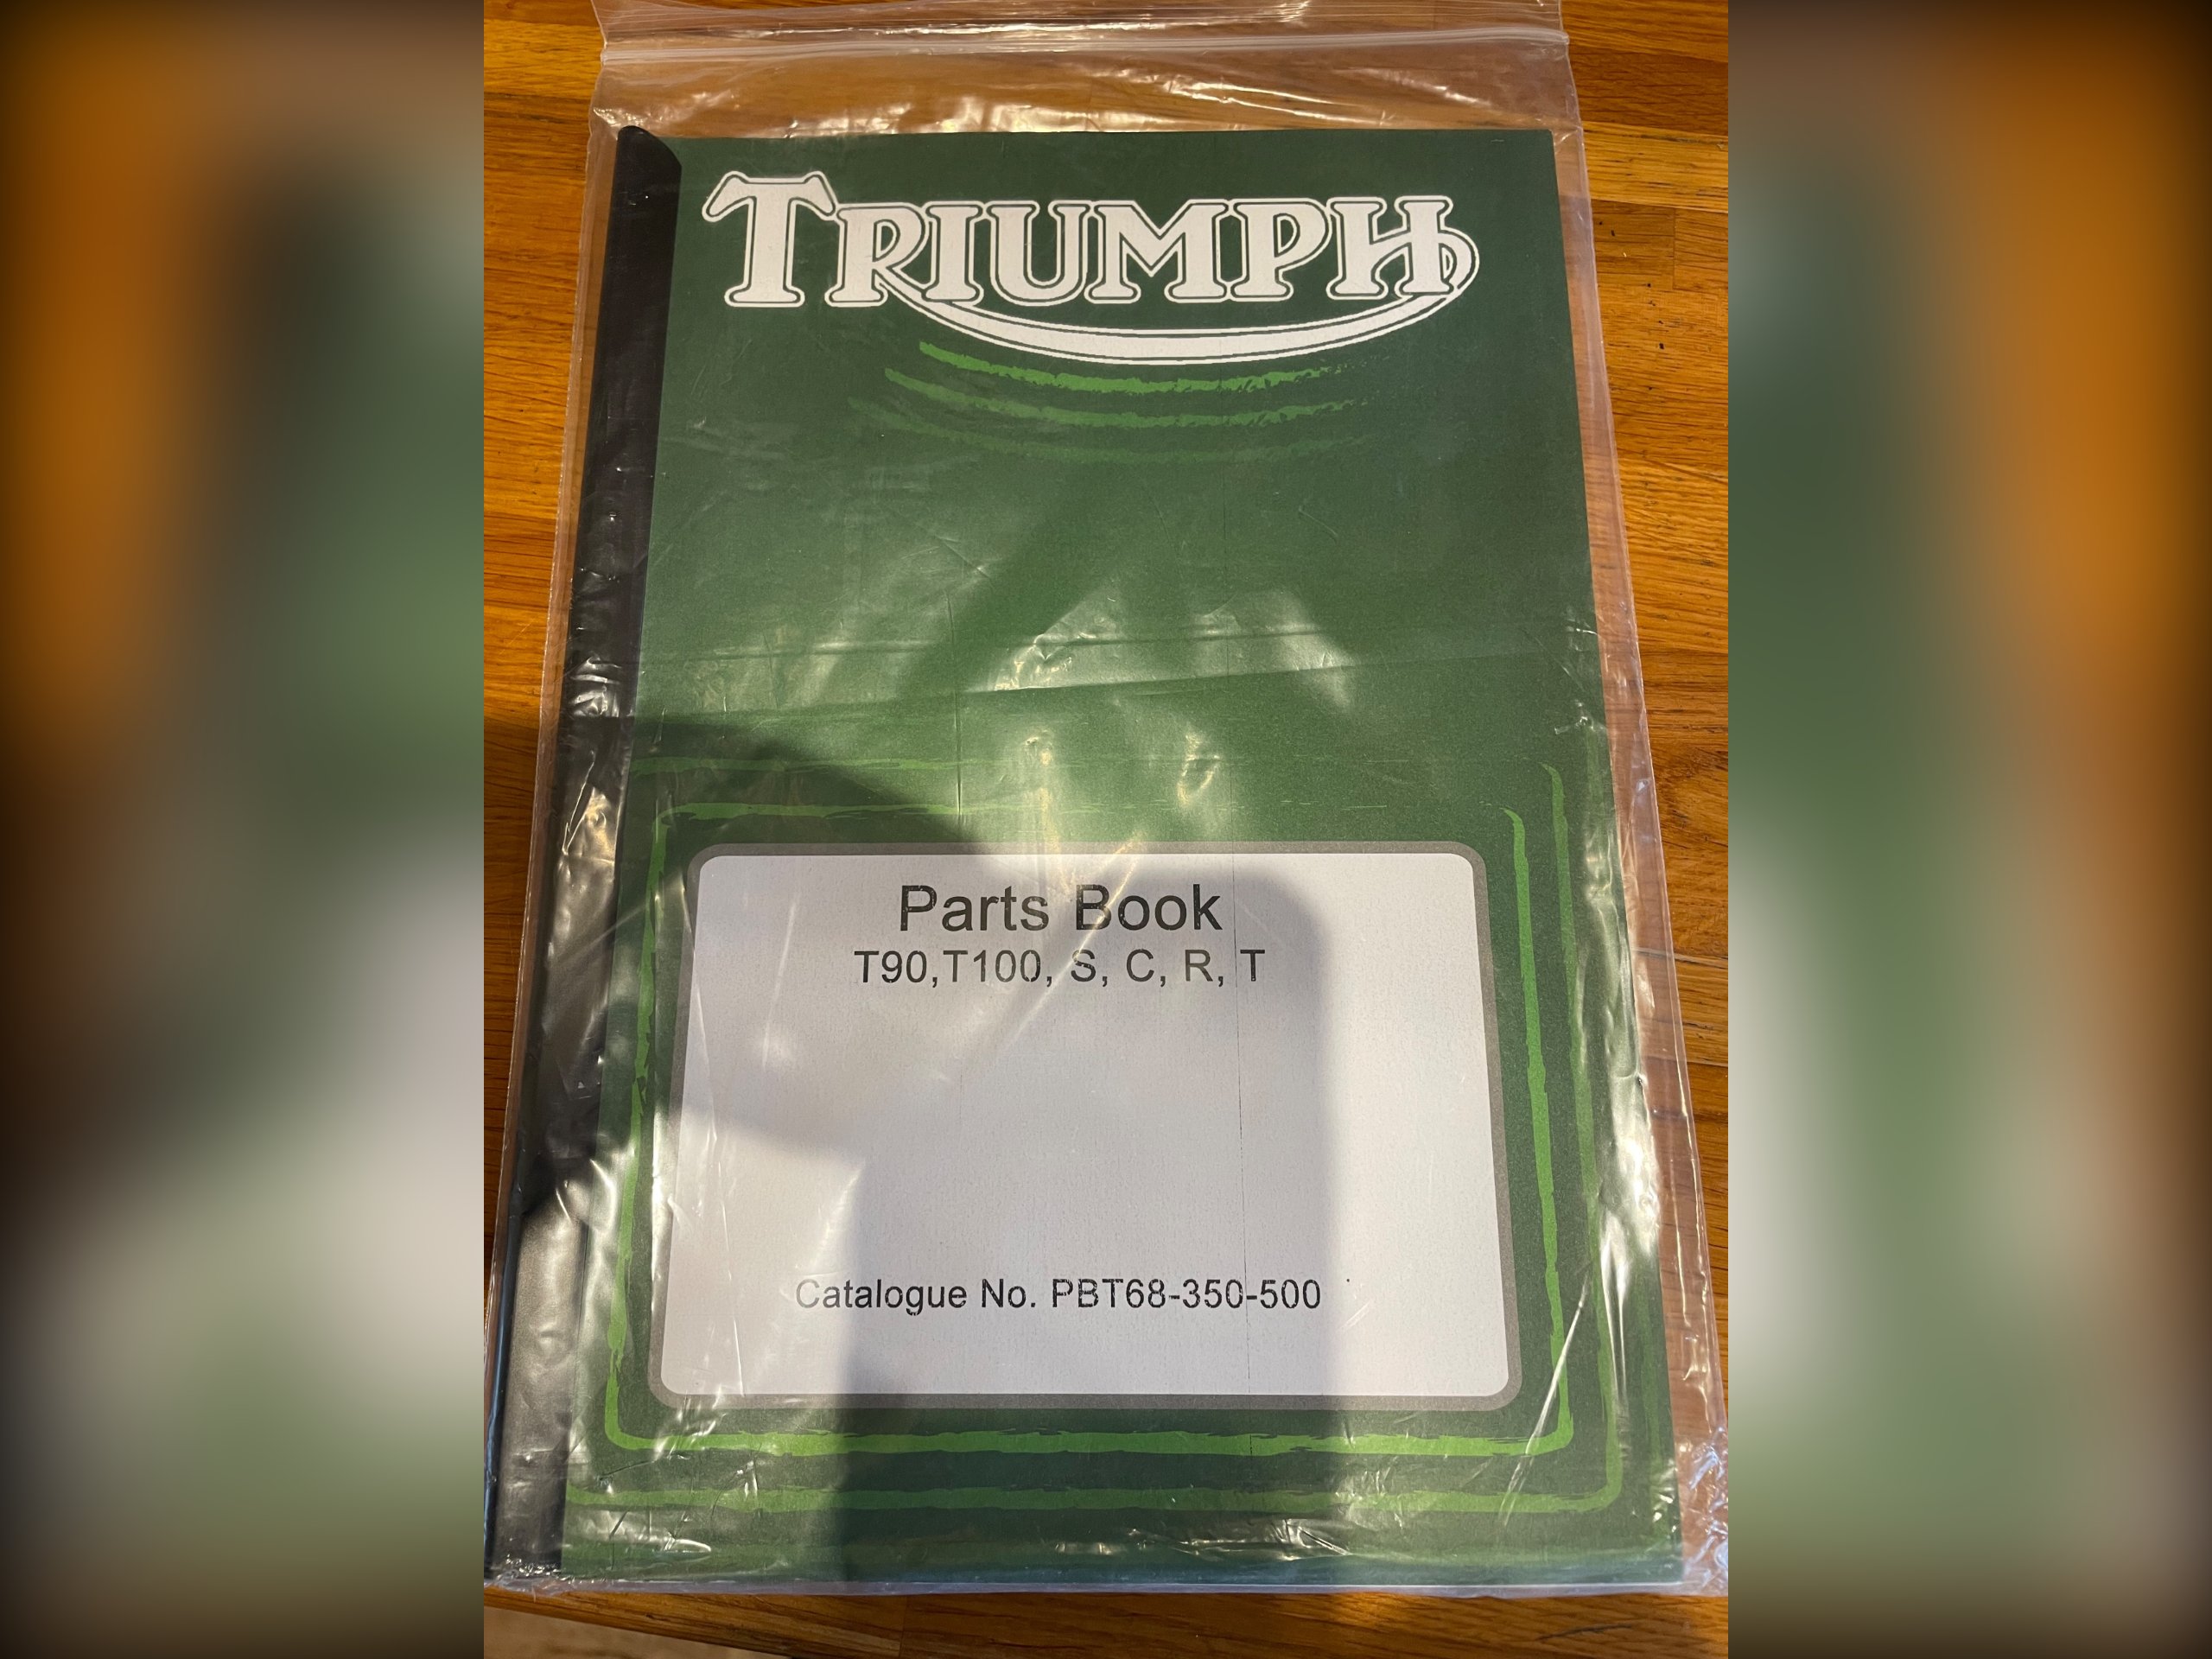 TRIUMPH
Parts Book
T90,T100, S, C, R, T
Catalogue No. PBT68-350-500